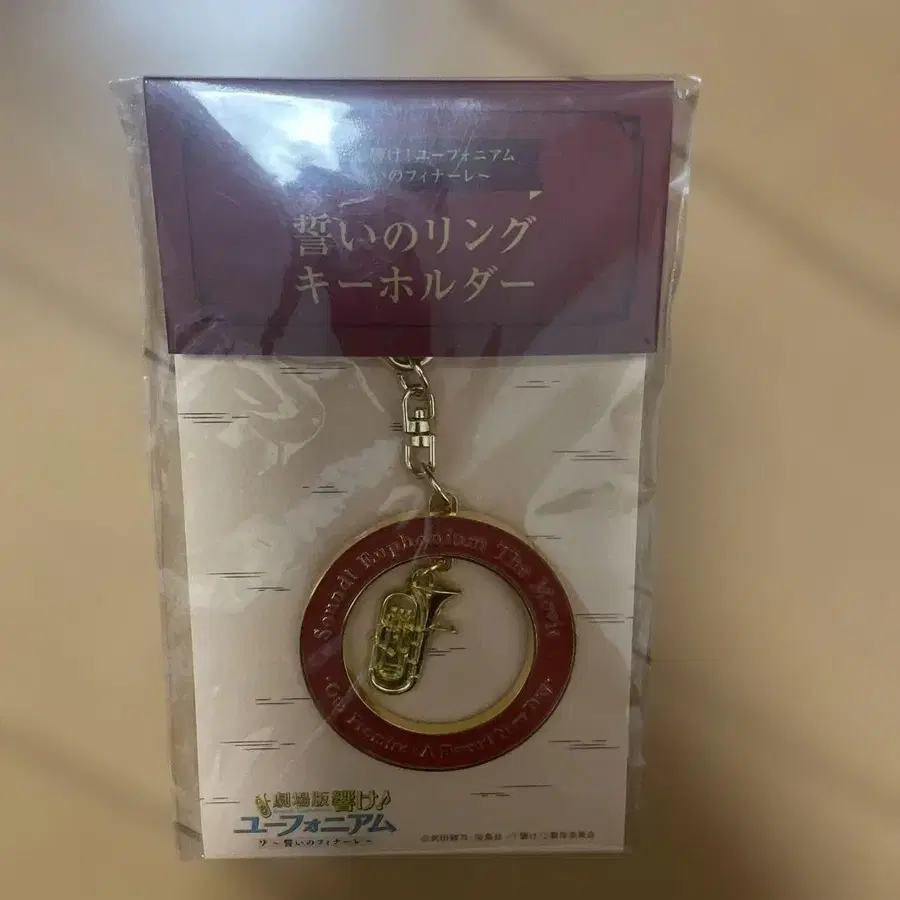 響け!ユーフォニアム
いのフィナーレ~
誓いのリング
キーホルダー
Sound! Euphonium The Movie
劇場版 響け♪
ユーフォニアム
~誓いのフィナーレ~